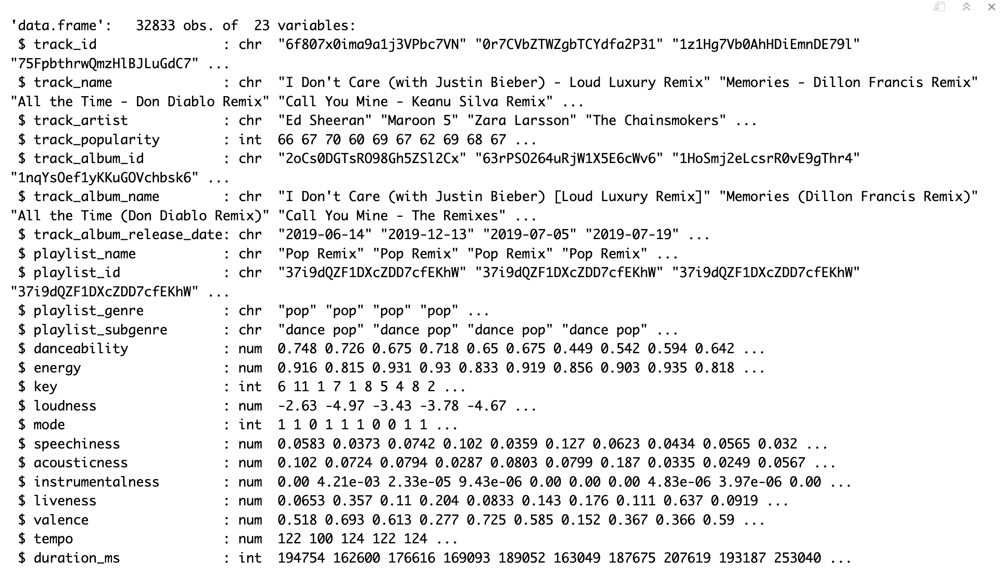 'data.frame':   32833 obs. of  23 variables:
 $ track_id                : chr  "6f807x0ima9a1j3VPbc7VN" "0r7CVbZTWZgbTCYdfa2P31" "1z1Hg7Vb0AhHDiEmnDE79l"
"75FpbthrwQmzHlBJLuGdC7" ...
 $ track_name              : chr  "I Don't Care (with Justin Bieber) - Loud Luxury Remix" "Memories - Dillon Francis Remix"
"All the Time - Don Diablo Remix" "Call You Mine - Keanu Silva Remix" ...
 $ track_artist            : chr  "Ed Sheeran" "Maroon 5" "Zara Larsson" "The Chainsmokers" ...
 $ track_popularity        : int  66 67 70 60 69 67 62 69 68 67 ...
 $ track_album_id          : chr  "2oCs0DGTsRO98Gh5ZSl2Cx" "63rPSO264uRjW1X5E6cWv6" "1HoSmj2eLcsrR0vE9gThr4"
"1nqYsOef1yKKuGOVchbsk6" ...
 $ track_album_name        : chr  "I Don't Care (with Justin Bieber) [Loud Luxury Remix]" "Memories (Dillon Francis Remix)"
"All the Time (Don Diablo Remix)" "Call You Mine - The Remixes" ...
 $ track_album_release_date: chr  "2019-06-14" "2019-12-13" "2019-07-05" "2019-07-19" ...
 $ playlist_name           : chr  "Pop Remix" "Pop Remix" "Pop Remix" "Pop Remix" ...
 $ playlist_id             : chr  "37i9dQZF1DXcZDD7cfEKhW" "37i9dQZF1DXcZDD7cfEKhW" "37i9dQZF1DXcZDD7cfEKhW"
"37i9dQZF1DXcZDD7cfEKhW" ...
 $ playlist_genre          : chr  "pop" "pop" "pop" "pop" ...
 $ playlist_subgenre       : chr  "dance pop" "dance pop" "dance pop" "dance pop" ...
 $ danceability            : num  0.748 0.726 0.675 0.718 0.65 0.675 0.449 0.542 0.594 0.642 ...
 $ energy                  : num  0.916 0.815 0.931 0.93 0.833 0.919 0.856 0.903 0.935 0.818 ...
 $ key                     : int  6 11 1 7 1 8 5 4 8 2 ...
 $ loudness                : num  -2.63 -4.97 -3.43 -3.78 -4.67 ...
 $ mode                    : int  1 1 0 1 1 1 0 0 1 1 ...
 $ speechiness             : num  0.0583 0.0373 0.0742 0.102 0.0359 0.127 0.0623 0.0434 0.0565 0.032 ...
 $ acousticness            : num  0.102 0.0724 0.0794 0.0287 0.0803 0.0799 0.187 0.0335 0.0249 0.0567 ...
 $ instrumentalness        : num  0.00 4.21e-03 2.33e-05 9.43e-06 0.00 0.00 0.00 4.83e-06 3.97e-06 0.00 ...
 $ liveness                : num  0.0653 0.357 0.11 0.204 0.0833 0.143 0.176 0.111 0.637 0.0919 ...
 $ valence                 : num  0.518 0.693 0.613 0.277 0.725 0.585 0.152 0.367 0.366 0.59 ...
 $ tempo                   : num  122 100 124 122 124 ...
 $ duration_ms             : int  194754 162600 176616 169093 189052 163049 187675 207619 193187 253040 ...